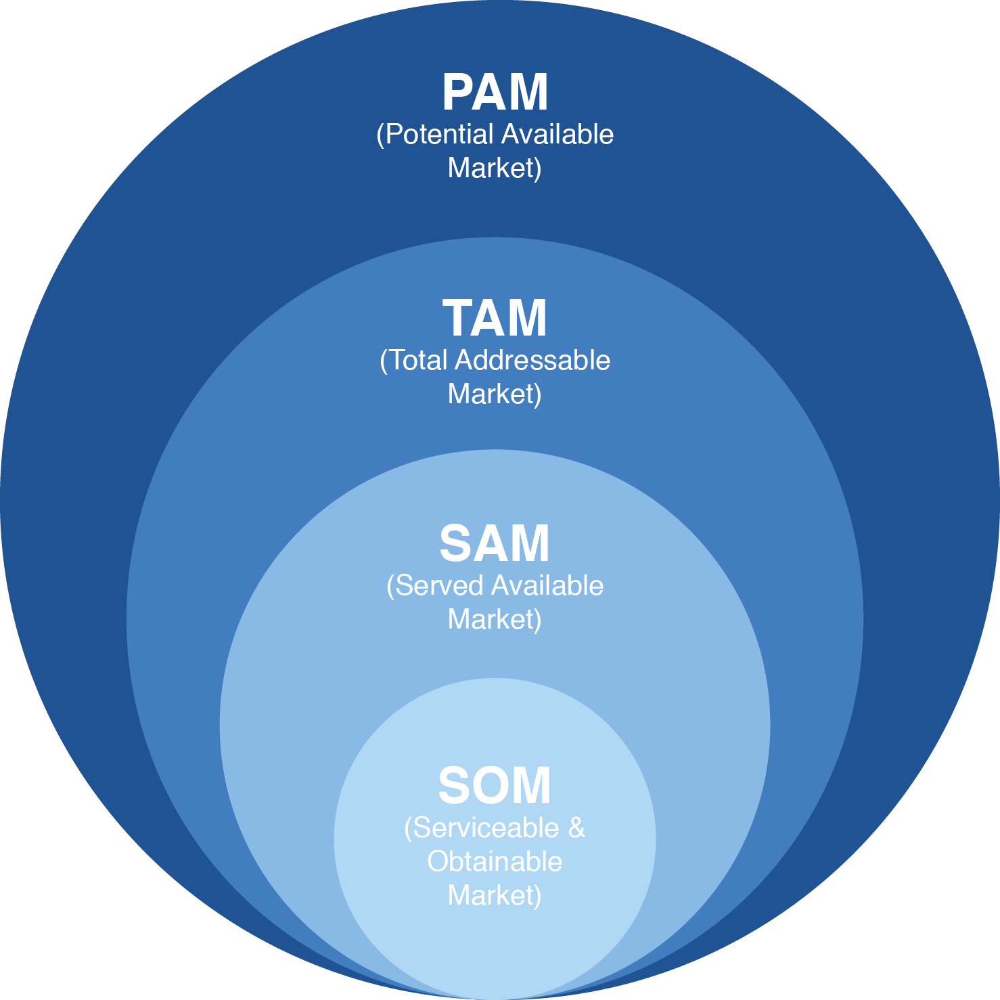 PAM
(Potential Available
Market)
TAM
(Total Addressable
Market)
SAM
(Served Available
Market)
SOM
(Serviceable &
Obtainable
Market)